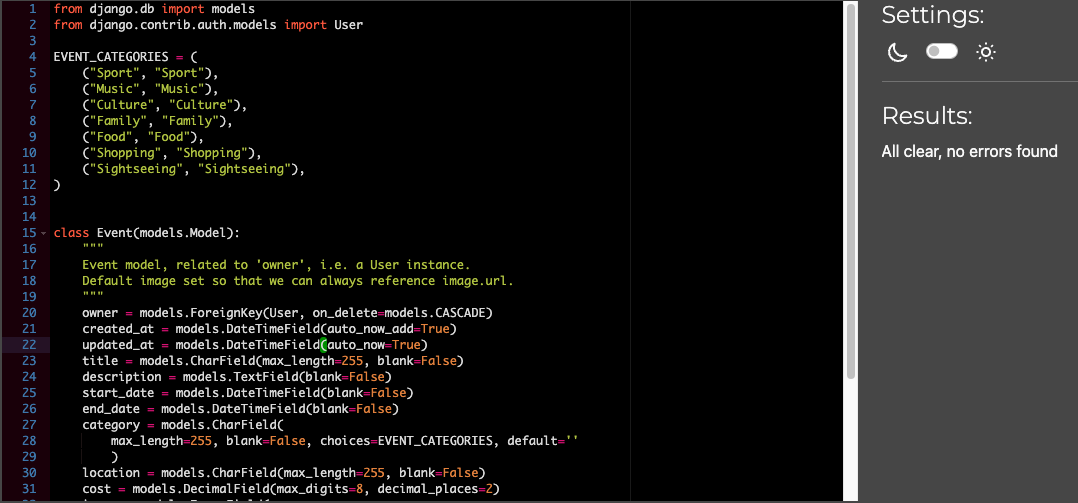 1 from django.db import models
2 from django.contrib.auth.models import User
3
4 EVENT_CATEGORIES = (
5     ("Sport", "Sport"),
6     ("Music", "Music"),
7     ("Culture", "Culture"),
8     ("Family", "Family"),
9     ("Food", "Food"),
10     ("Shopping", "Shopping"),
11     ("Sightseeing", "Sightseeing"),
12 )
13
14
15 class Event(models.Model):
16     """
17     Event model, related to 'owner', i.e. a User instance.
18     Default image set so that we can always reference image.url.
19     """
20     owner = models.ForeignKey(User, on_delete=models.CASCADE)
21     created_at = models.DateTimeField(auto_now_add=True)
22     updated_at = models.DateTimeField(auto_now=True)
23     title = models.CharField(max_length=255, blank=False)
24     description = models.TextField(blank=False)
25     start_date = models.DateTimeField(blank=False)
26     end_date = models.DateTimeField(blank=False)
27     category = models.CharField(
28         max_length=255, blank=False, choices=EVENT_CATEGORIES, default=''
29         )
30     location = models.CharField(max_length=255, blank=False)
31     cost = models.DecimalField(max_digits=8, decimal_places=2)
Settings:
Results:
All clear, no errors found